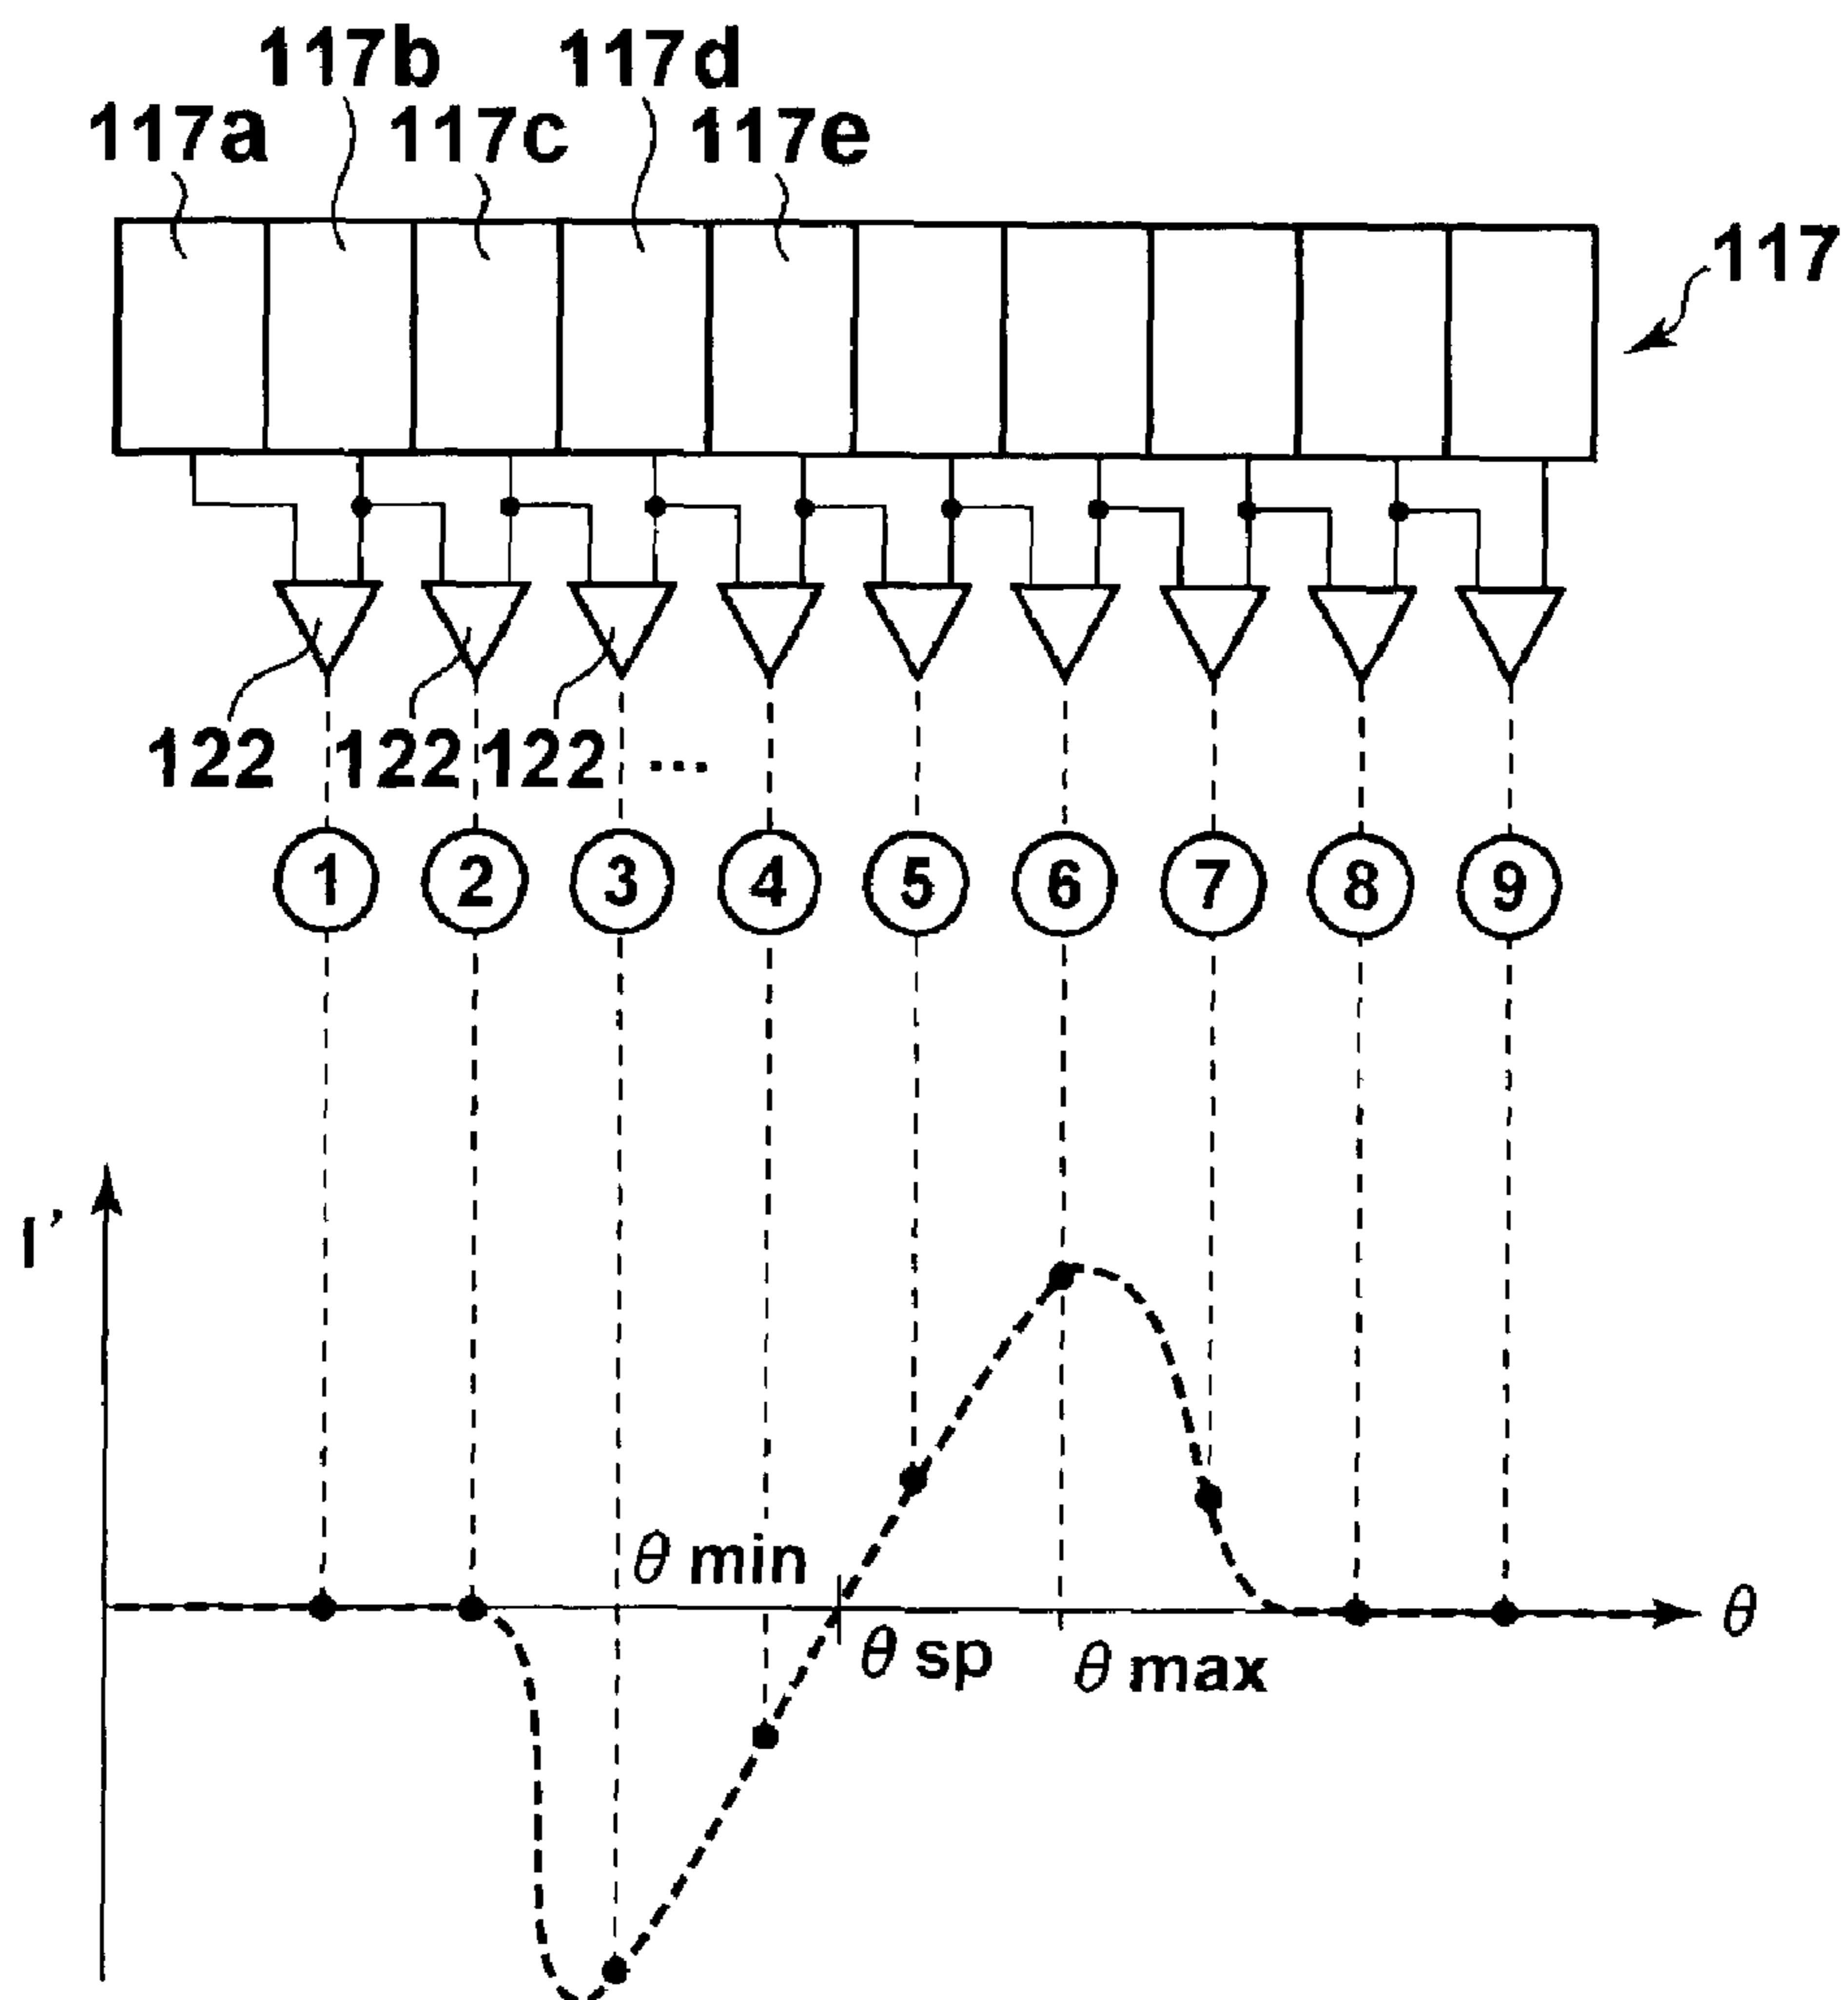 117b 117d
117a 117c 117e
117
122 122 122 ...
① ② ③ ④ ⑤ ⑥ ⑦ ⑧ ⑨
I'
θ min
θ sp
θ max
θ